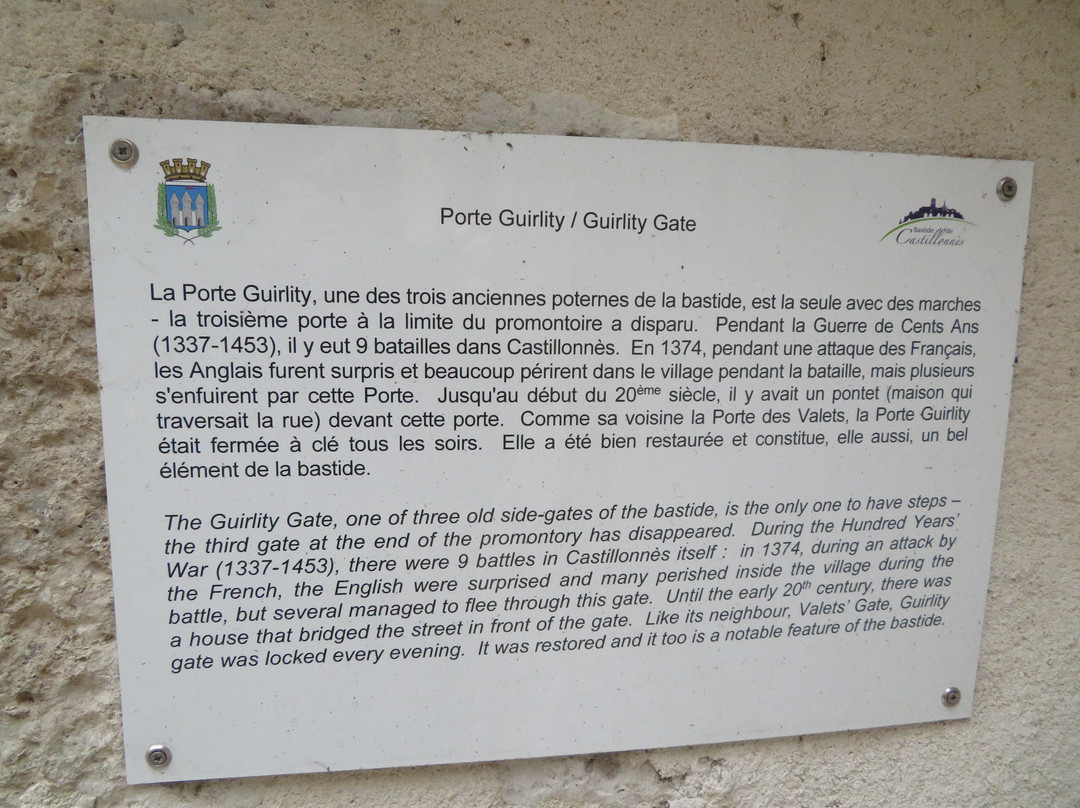 Porte Guirlity / Guirlity Gate
Bastide de
Castillonnès
La Porte Guirlity, une des trois anciennes poternes de la bastide, est la seule avec des marches
- la troisième porte à la limite du promontoire a disparu. Pendant la Guerre de Cents Ans
(1337-1453), il y eut 9 batailles dans Castillonnès. En 1374, pendant une attaque des Français,
les Anglais furent surpris et beaucoup périrent dans le village pendant la bataille, mais plusieurs
s'enfuirent par cette Porte. Jusqu'au début du 20ème siècle, il y avait un pontet (maison qui
traversait la rue) devant cette porte. Comme sa voisine la Porte des Valets, la Porte Guirlity
était fermée à clé tous les soirs. Elle a été bien restaurée et constitue, elle aussi, un bel
élément de la bastide.
The Guirlity Gate, one of three old side-gates of the bastide, is the only one to have steps –
the third gate at the end of the promontory has disappeared. During the Hundred Years'
War (1337-1453), there were 9 battles in Castillonnès itself : in 1374, during an attack by
the French, the English were surprised and many perished inside the village during the
battle, but several managed to flee through this gate. Until the early 20th century, there was
a house that bridged the street in front of the gate. Like its neighbour, Valets' Gate, Guirlity
gate was locked every evening. It was restored and it too is a notable feature of the bastide.